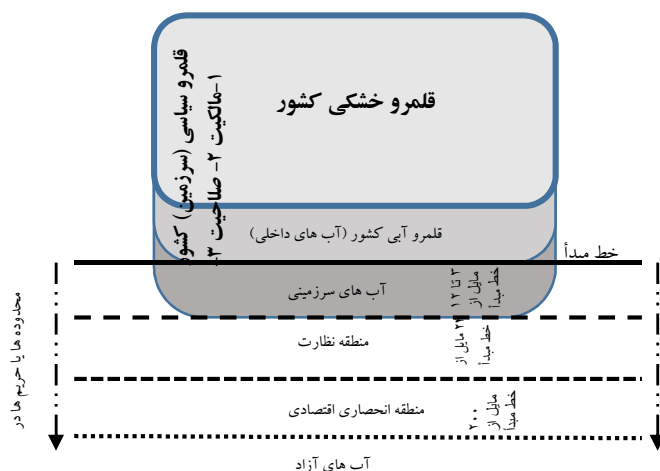 قلمرو خشکی کشور
قلمرو سیاسی (سرزمین) کشور
۱-مالکیت ۲- صلاحیت ۳-
قلمرو آبی کشور (آب های داخلی)
خط مبدأ
آب های سرزمینی
۳ تا ۱۲
مایل از
خط مبدأ
منطقه نظارت
۲۴ مایل از
خط مبدأ
منطقه انحصاری اقتصادی
۲۰۰
مایل از
خط مبدأ
آب های آزاد
محدوده ها یا حریم ها در